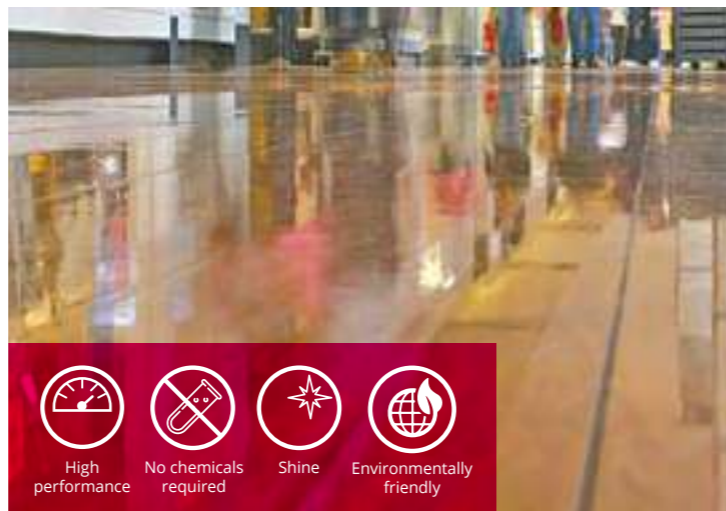 High
performance
No chemicals
required
Shine
Environmentally
friendly